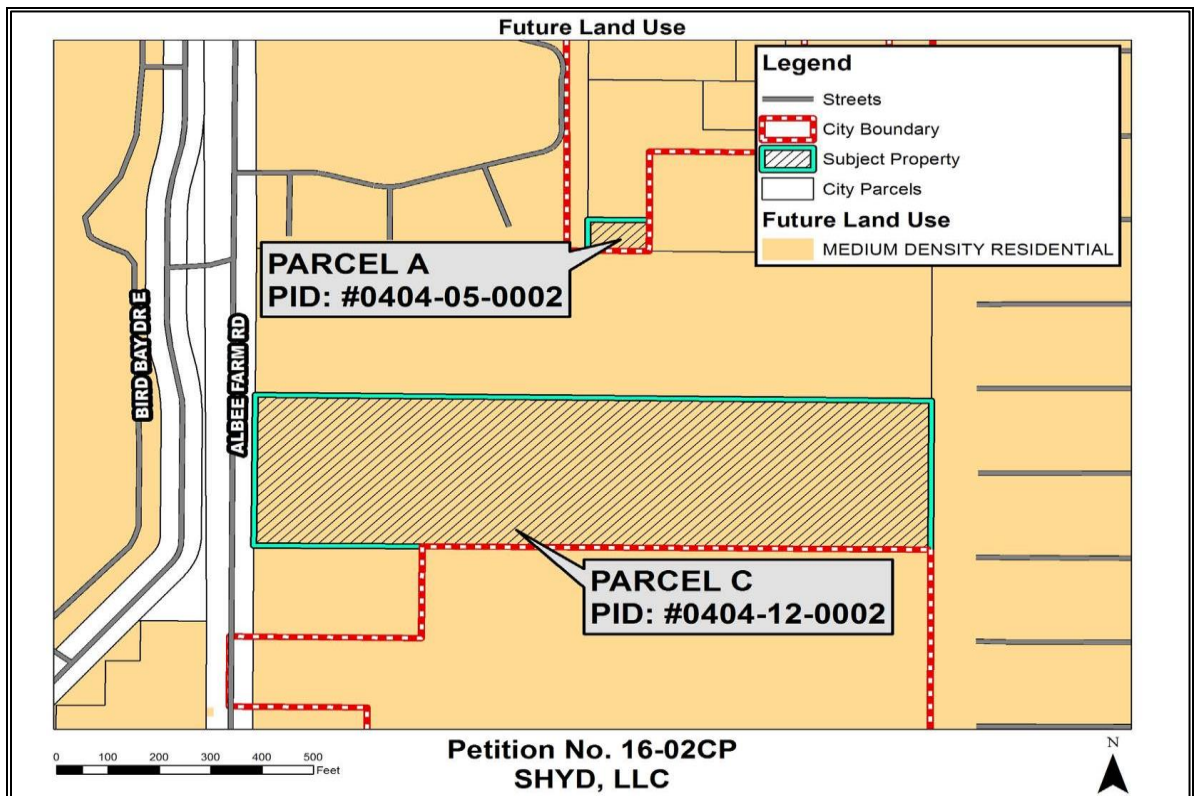 Future Land Use
Legend
Streets
City Boundary
Subject Property
City Parcels
Future Land Use
MEDIUM DENSITY RESIDENTIAL
PARCEL A
PID: #0404-05-0002
BIRD BAY DR E
ALBEE FARM RD
PARCEL C
PID: #0404-12-0002
0 100 200 300 400 500
Feet
Petition No. 16-02CP
SHYD, LLC
N